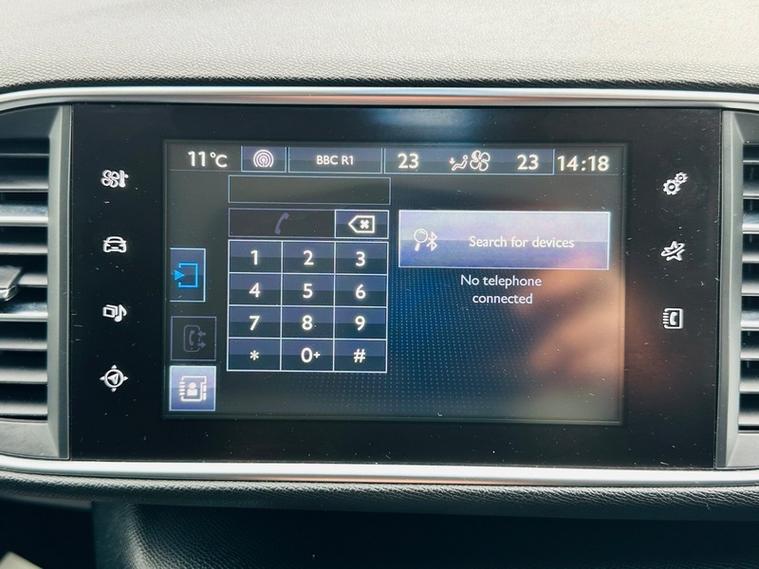 11°C BBC R1 23 23 14:18
1 2 3
4 5 6
7 8 9
* 0+ #
Search for devices
No telephone
connected